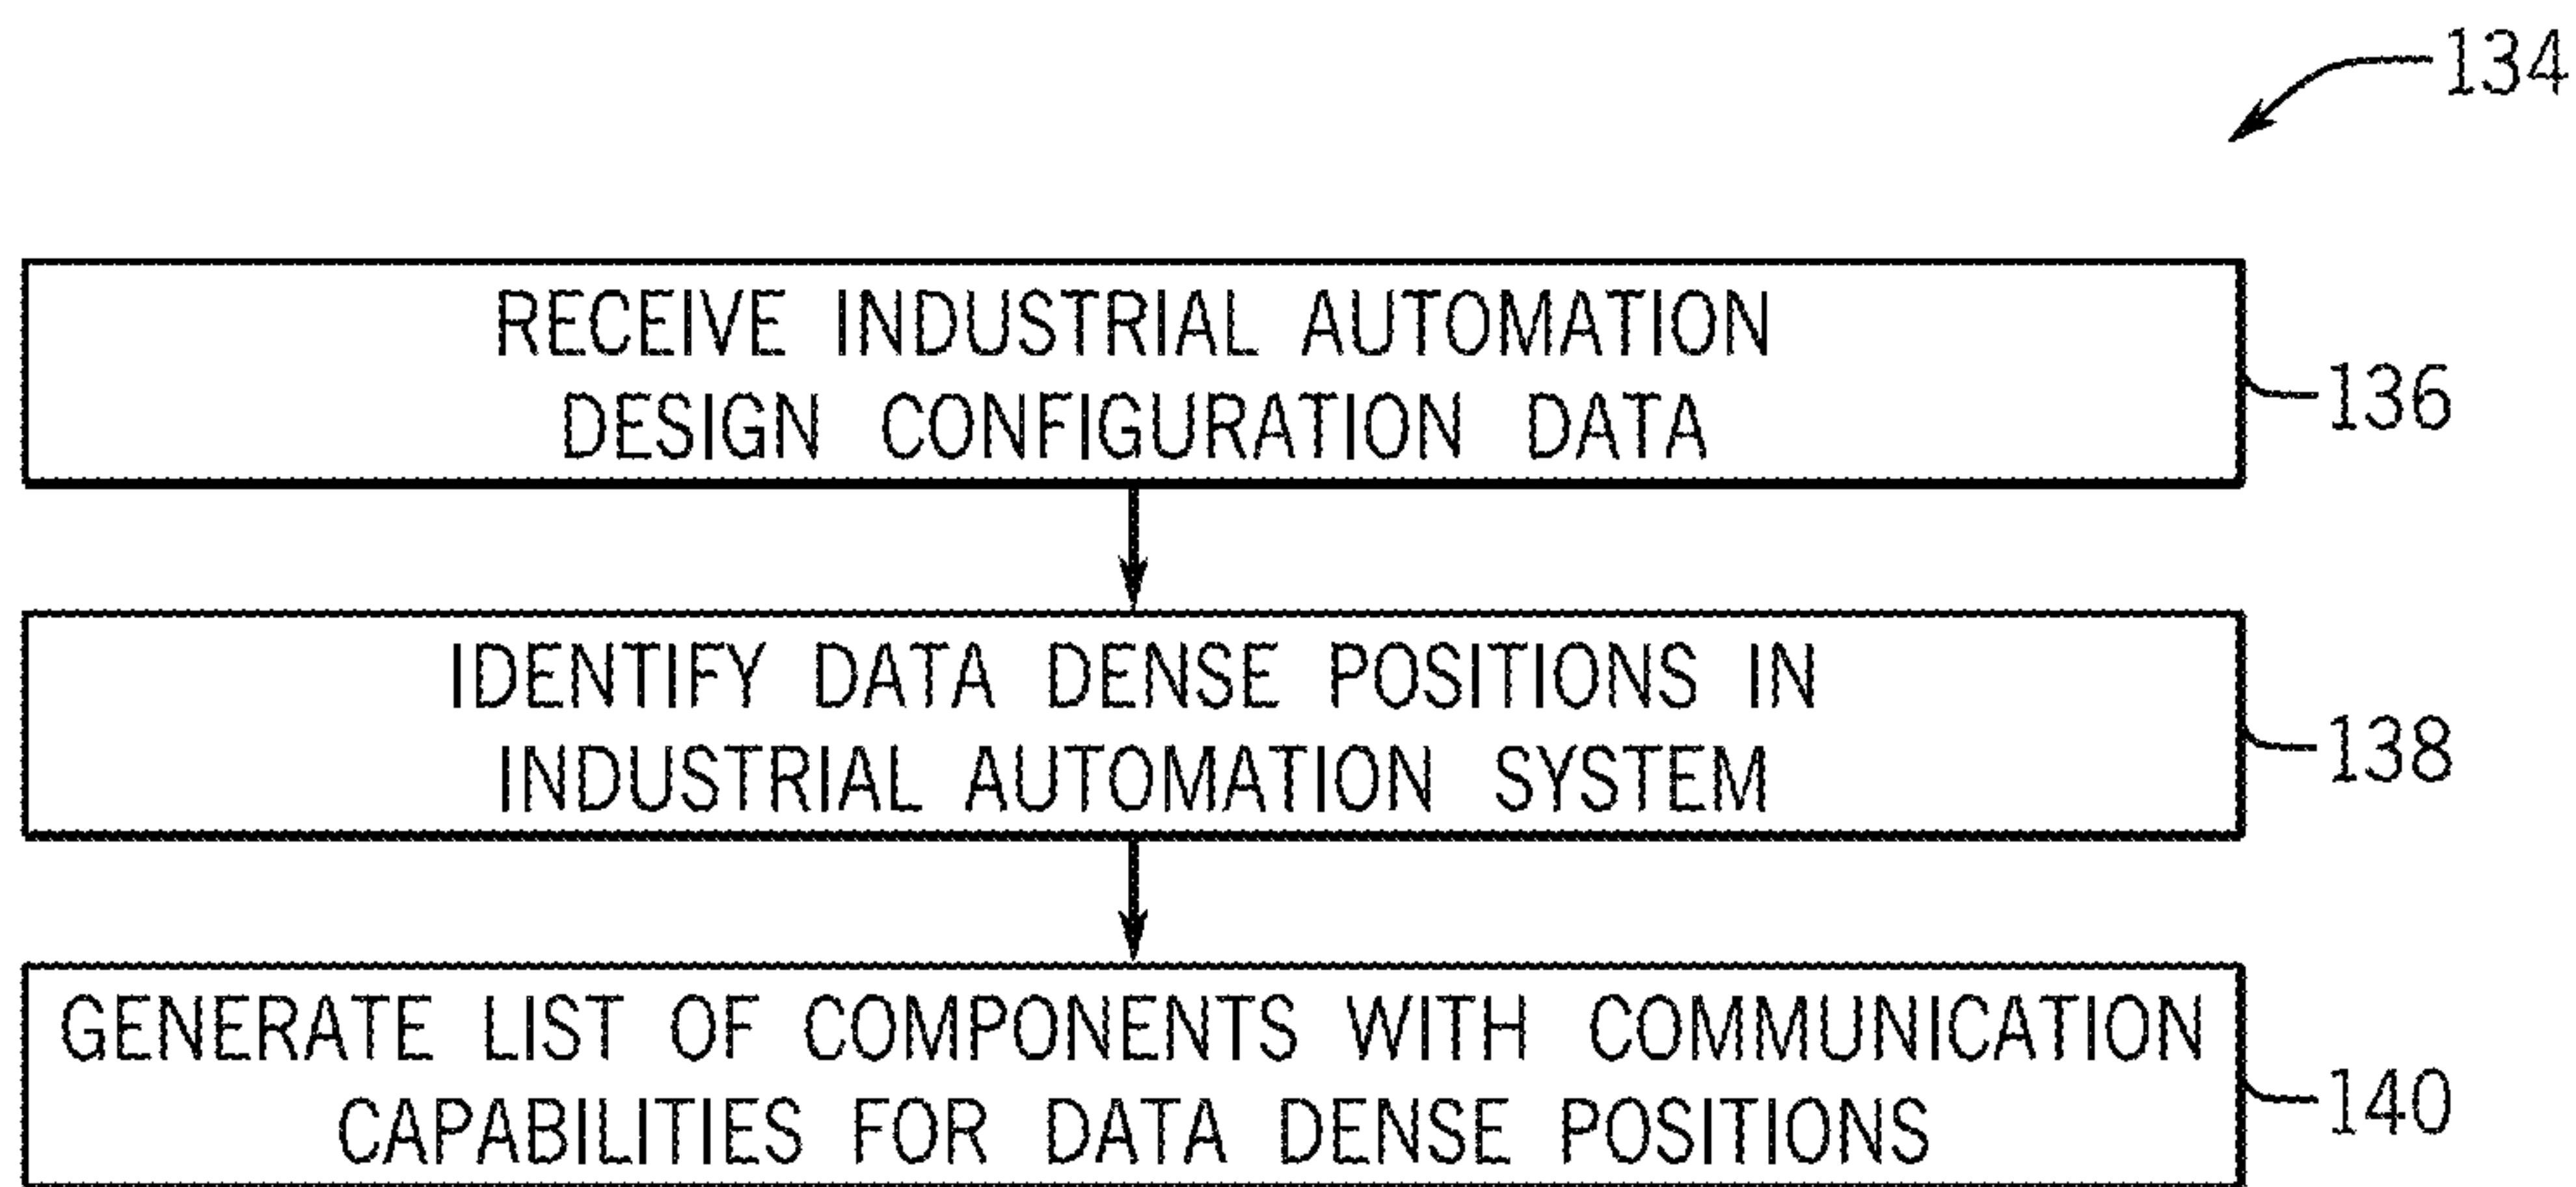 134
RECEIVE INDUSTRIAL AUTOMATION
DESIGN CONFIGURATION DATA
136
IDENTIFY DATA DENSE POSITIONS IN
INDUSTRIAL AUTOMATION SYSTEM
138
GENERATE LIST OF COMPONENTS WITH COMMUNICATION
CAPABILITIES FOR DATA DENSE POSITIONS
140